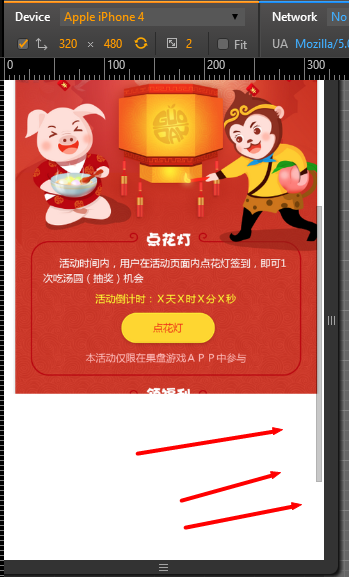 Device Apple iPhone 4 Network No
320 × 480 2 Fit UA Mozilla/5.0
0 100 200 300
GUO PAN
点花灯
活动时间内，用户在活动页面内点花灯签到，即可1
次吃汤圆（抽奖）机会
活动倒计时：X天X时X分X秒
点花灯
本活动仅限在果盘游戏APP中参与
领福利